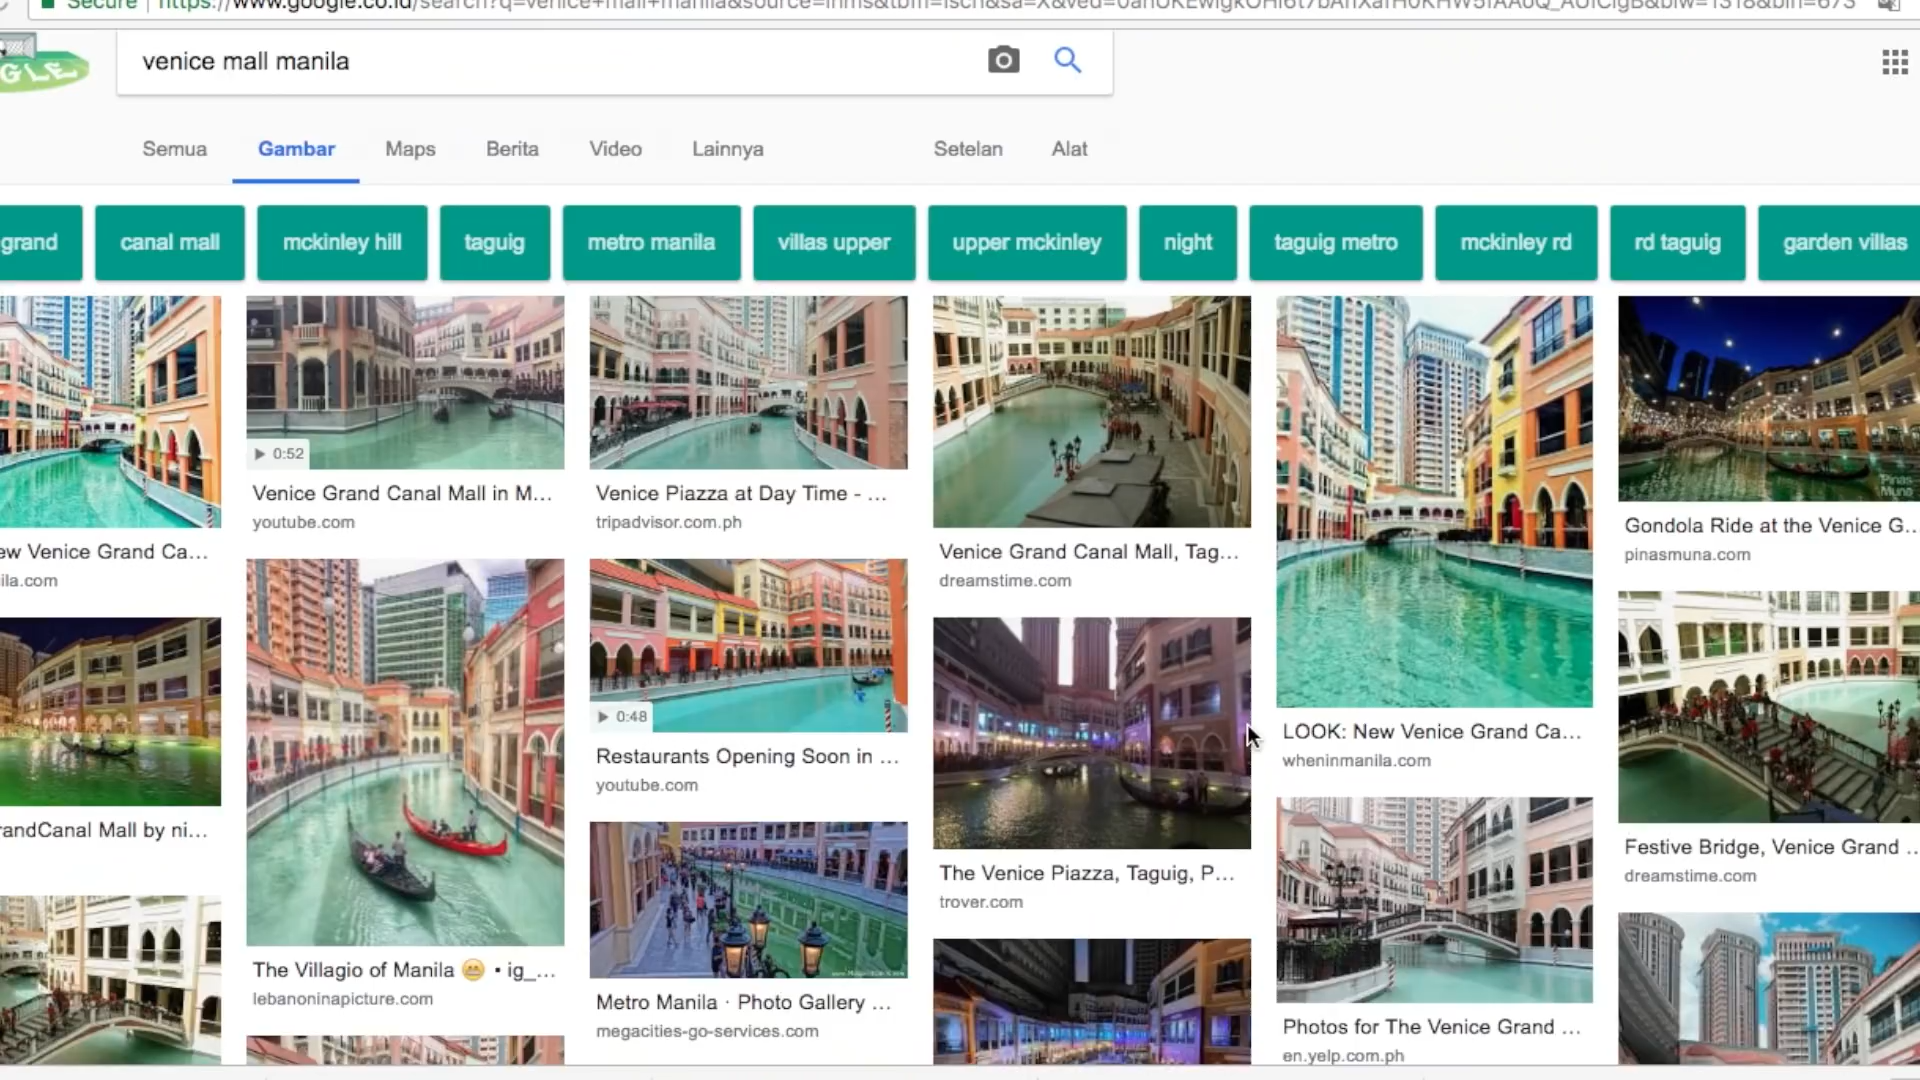 Secure
GLE
venice mall manila
Semua Gambar Maps Berita Video Lainnya Setelan Alat
grand canal mall mckinley hill taguig metro manila villas upper upper mckinley night taguig metro mckinley rd rd taguig garden villas
ew Venice Grand Ca...
ila.com
randCanal Mall by ni...
0:52
Venice Grand Canal Mall in M...
youtube.com
The Villagio of Manila 😁 • ig_...
lebanoninapicture.com
Venice Piazza at Day Time - ...
tripadvisor.com.ph
0:48
Restaurants Opening Soon in ...
youtube.com
Metro Manila · Photo Gallery ...
megacities-go-services.com
Venice Grand Canal Mall, Tag...
dreamstime.com
The Venice Piazza, Taguig, P...
trover.com
LOOK: New Venice Grand Ca...
wheninmanila.com
Photos for The Venice Grand ...
en.yelp.com.ph
Pinas
Muna
Gondola Ride at the Venice G...
pinasmuna.com
Festive Bridge, Venice Grand ...
dreamstime.com